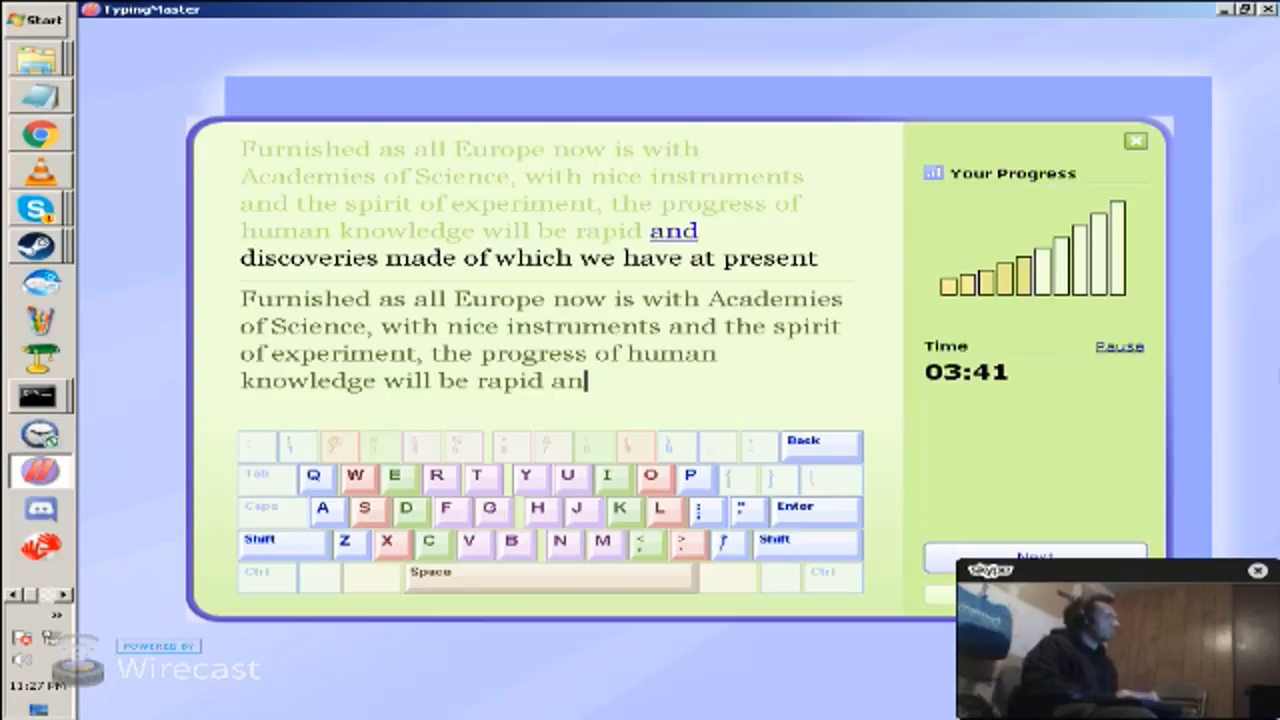 Start
TypingMaster
Furnished as all Europe now is with
Academies of Science, with nice instruments
and the spirit of experiment, the progress of
human knowledge will be rapid and
discoveries made of which we have at present
Furnished as all Europe now is with Academies
of Science, with nice instruments and the spirit
of experiment, the progress of human
knowledge will be rapid an
Your Progress
Time Pause
03:41
Back
Tab Q W E R T Y U I O P { }
Caps A S D F G H J K L : " Enter
Shift Z X C V B N M < > / Shift
Ctrl Space Ctrl
Next
skype
POWERED BY
Wirecast
11:27 PM